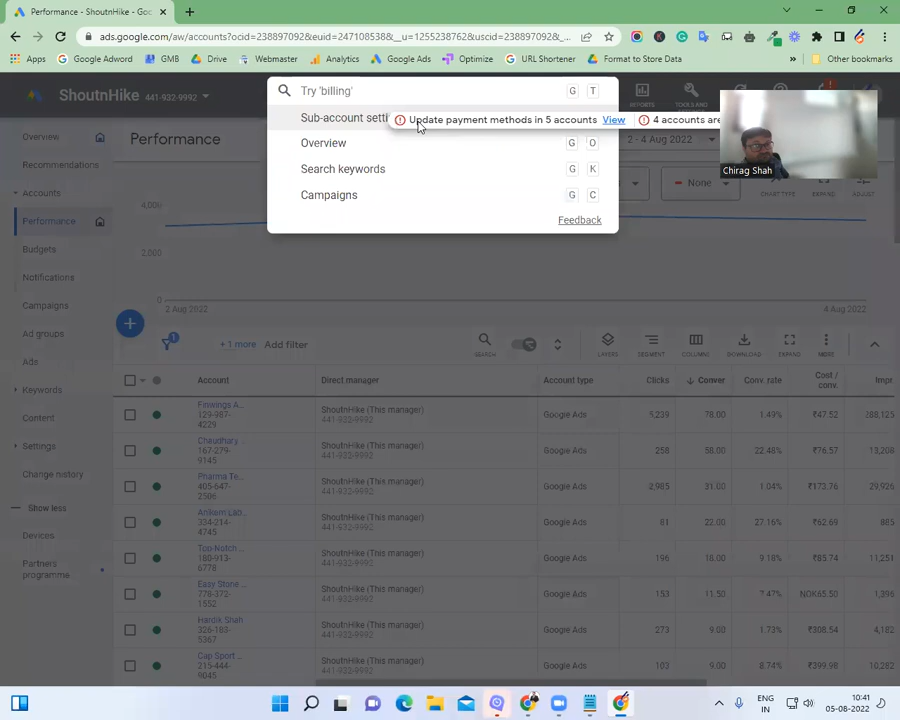 Performance - ShoutnHike - Goo
ads.google.com/aw/accounts?ocid=238897092&euid=247108538&__u=1255238762&uscid=238897092&_...
Apps
Google Adword
GMB
Drive
Webmaster
Analytics
Google Ads
Optimize
URL Shortener
Format to Store Data
Other bookmarks
ShoutnHike 441-932-9992
Try 'billing'
G T
REPORTS
TOOLS AND
Sub-account setti
Update payment methods in 5 accounts View
4 accounts are
Overview
G O
Search keywords
G K
Campaigns
G C
Feedback
Chirag Shah
Overview
Recommendations
Accounts
Performance
Budgets
Notifications
Campaigns
Ad groups
Ads
Keywords
Content
Settings
Change history
Show less
Devices
Partners
programme
Performance
2 - 4 Aug 2022
None
CHART TYPE
EXPAND
ADJUST
4,000
2,000
0
2 Aug 2022
4 Aug 2022
1
+ 1 more
Add filter
SEARCH
LAYERS
SEGMENT
COLUMNS
DOWNLOAD
EXPAND
MORE
Account
Direct manager
Account type
Clicks
Conver
Conv. rate
Cost /
conv.
Impr
Finwings A...
129-987-
4229
ShoutnHike (This manager)
441-932-9992
Google Ads
5,239
78.00
1.49%
₹47.52
288,125
Chaudhary ...
167-279-
9145
ShoutnHike (This manager)
441-932-9992
Google Ads
258
58.00
22.48%
₹76.57
13,208
Pharma Te...
405-647-
2506
ShoutnHike (This manager)
441-932-9992
Google Ads
2,985
31.00
1.04%
₹173.76
29,926
Anikem Lab...
334-214-
4745
ShoutnHike (This manager)
441-932-9992
Google Ads
81
22.00
27.16%
₹62.69
885
Top Notch ...
180-913-
6778
ShoutnHike (This manager)
441-932-9992
Google Ads
196
18.00
9.18%
₹85.74
11,251
Easy Stone ...
778-372-
1552
ShoutnHike (This manager)
441-932-9992
Google Ads
153
11.50
7.47%
NOK65.50
1,396
Hardik Shah
326-183-
5367
ShoutnHike (This manager)
441-932-9992
Google Ads
273
9.00
1.73%
₹308.54
4,182
Cap Sport ...
215-444-
9045
ShoutnHike (This manager)
441-932-9992
Google Ads
103
9.00
8.74%
₹399.98
10,282
ENG
IN
10:41
05-08-2022